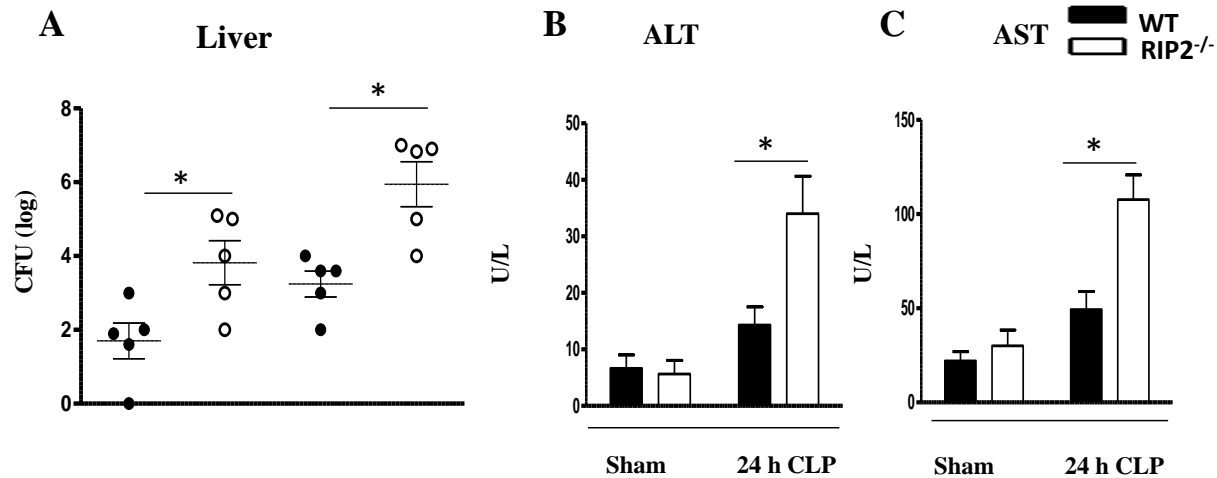 A
Liver
CFU (log)
8
6
4
2
0
*
*
B
ALT
U/L
50
40
30
20
10
0
*
Sham
24 h CLP
C
AST
WT
RIP2-/-
U/L
150
100
50
0
*
Sham
24 h CLP